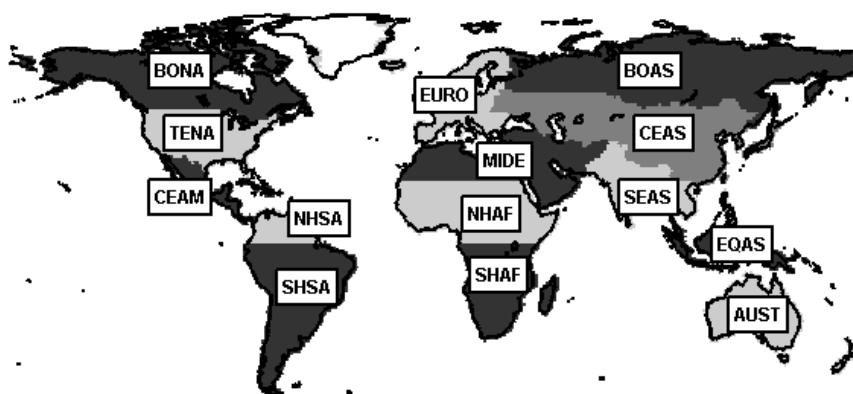 BONA
BOAS
EURO
TENA
CEAS
MIDE
CEAM
SEAS
NHSA
NHAF
EQAS
SHSA
SHAF
AUST